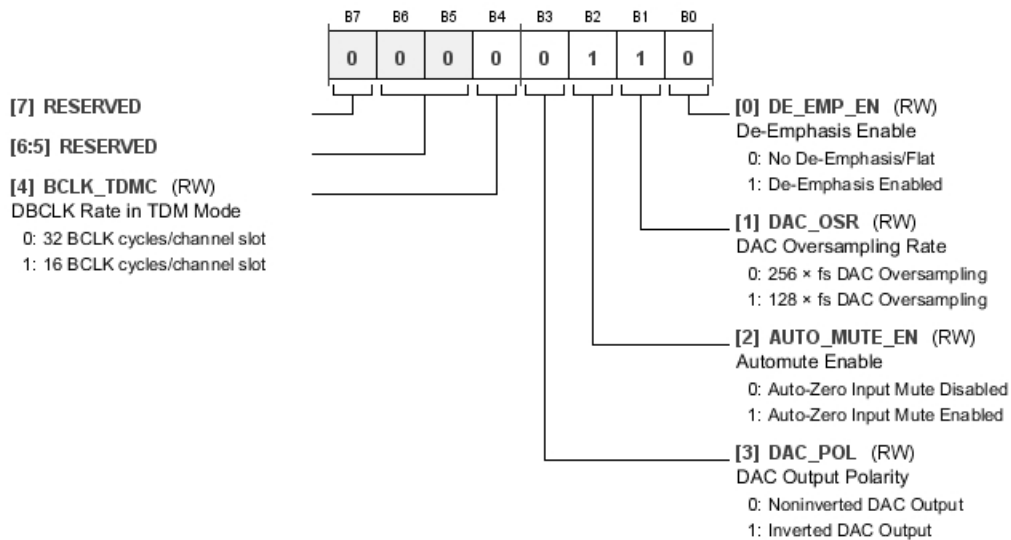 B7 B6 B5 B4 B3 B2 B1 B0
0 0 0 0 0 1 1 0
[7] RESERVED
[6:5] RESERVED
[4] BCLK_TDMC (RW)
DBCLK Rate in TDM Mode
0: 32 BCLK cycles/channel slot
1: 16 BCLK cycles/channel slot
[0] DE_EMP_EN (RW)
De-Emphasis Enable
0: No De-Emphasis/Flat
1: De-Emphasis Enabled
[1] DAC_OSR (RW)
DAC Oversampling Rate
0: 256 × fs DAC Oversampling
1: 128 × fs DAC Oversampling
[2] AUTO_MUTE_EN (RW)
Automute Enable
0: Auto-Zero Input Mute Disabled
1: Auto-Zero Input Mute Enabled
[3] DAC_POL (RW)
DAC Output Polarity
0: Noninverted DAC Output
1: Inverted DAC Output